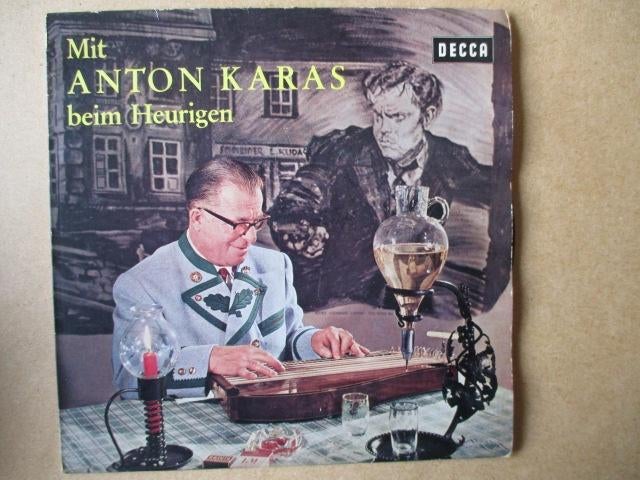 Mit
ANTON KARAS
beim Heurigen
DECCA